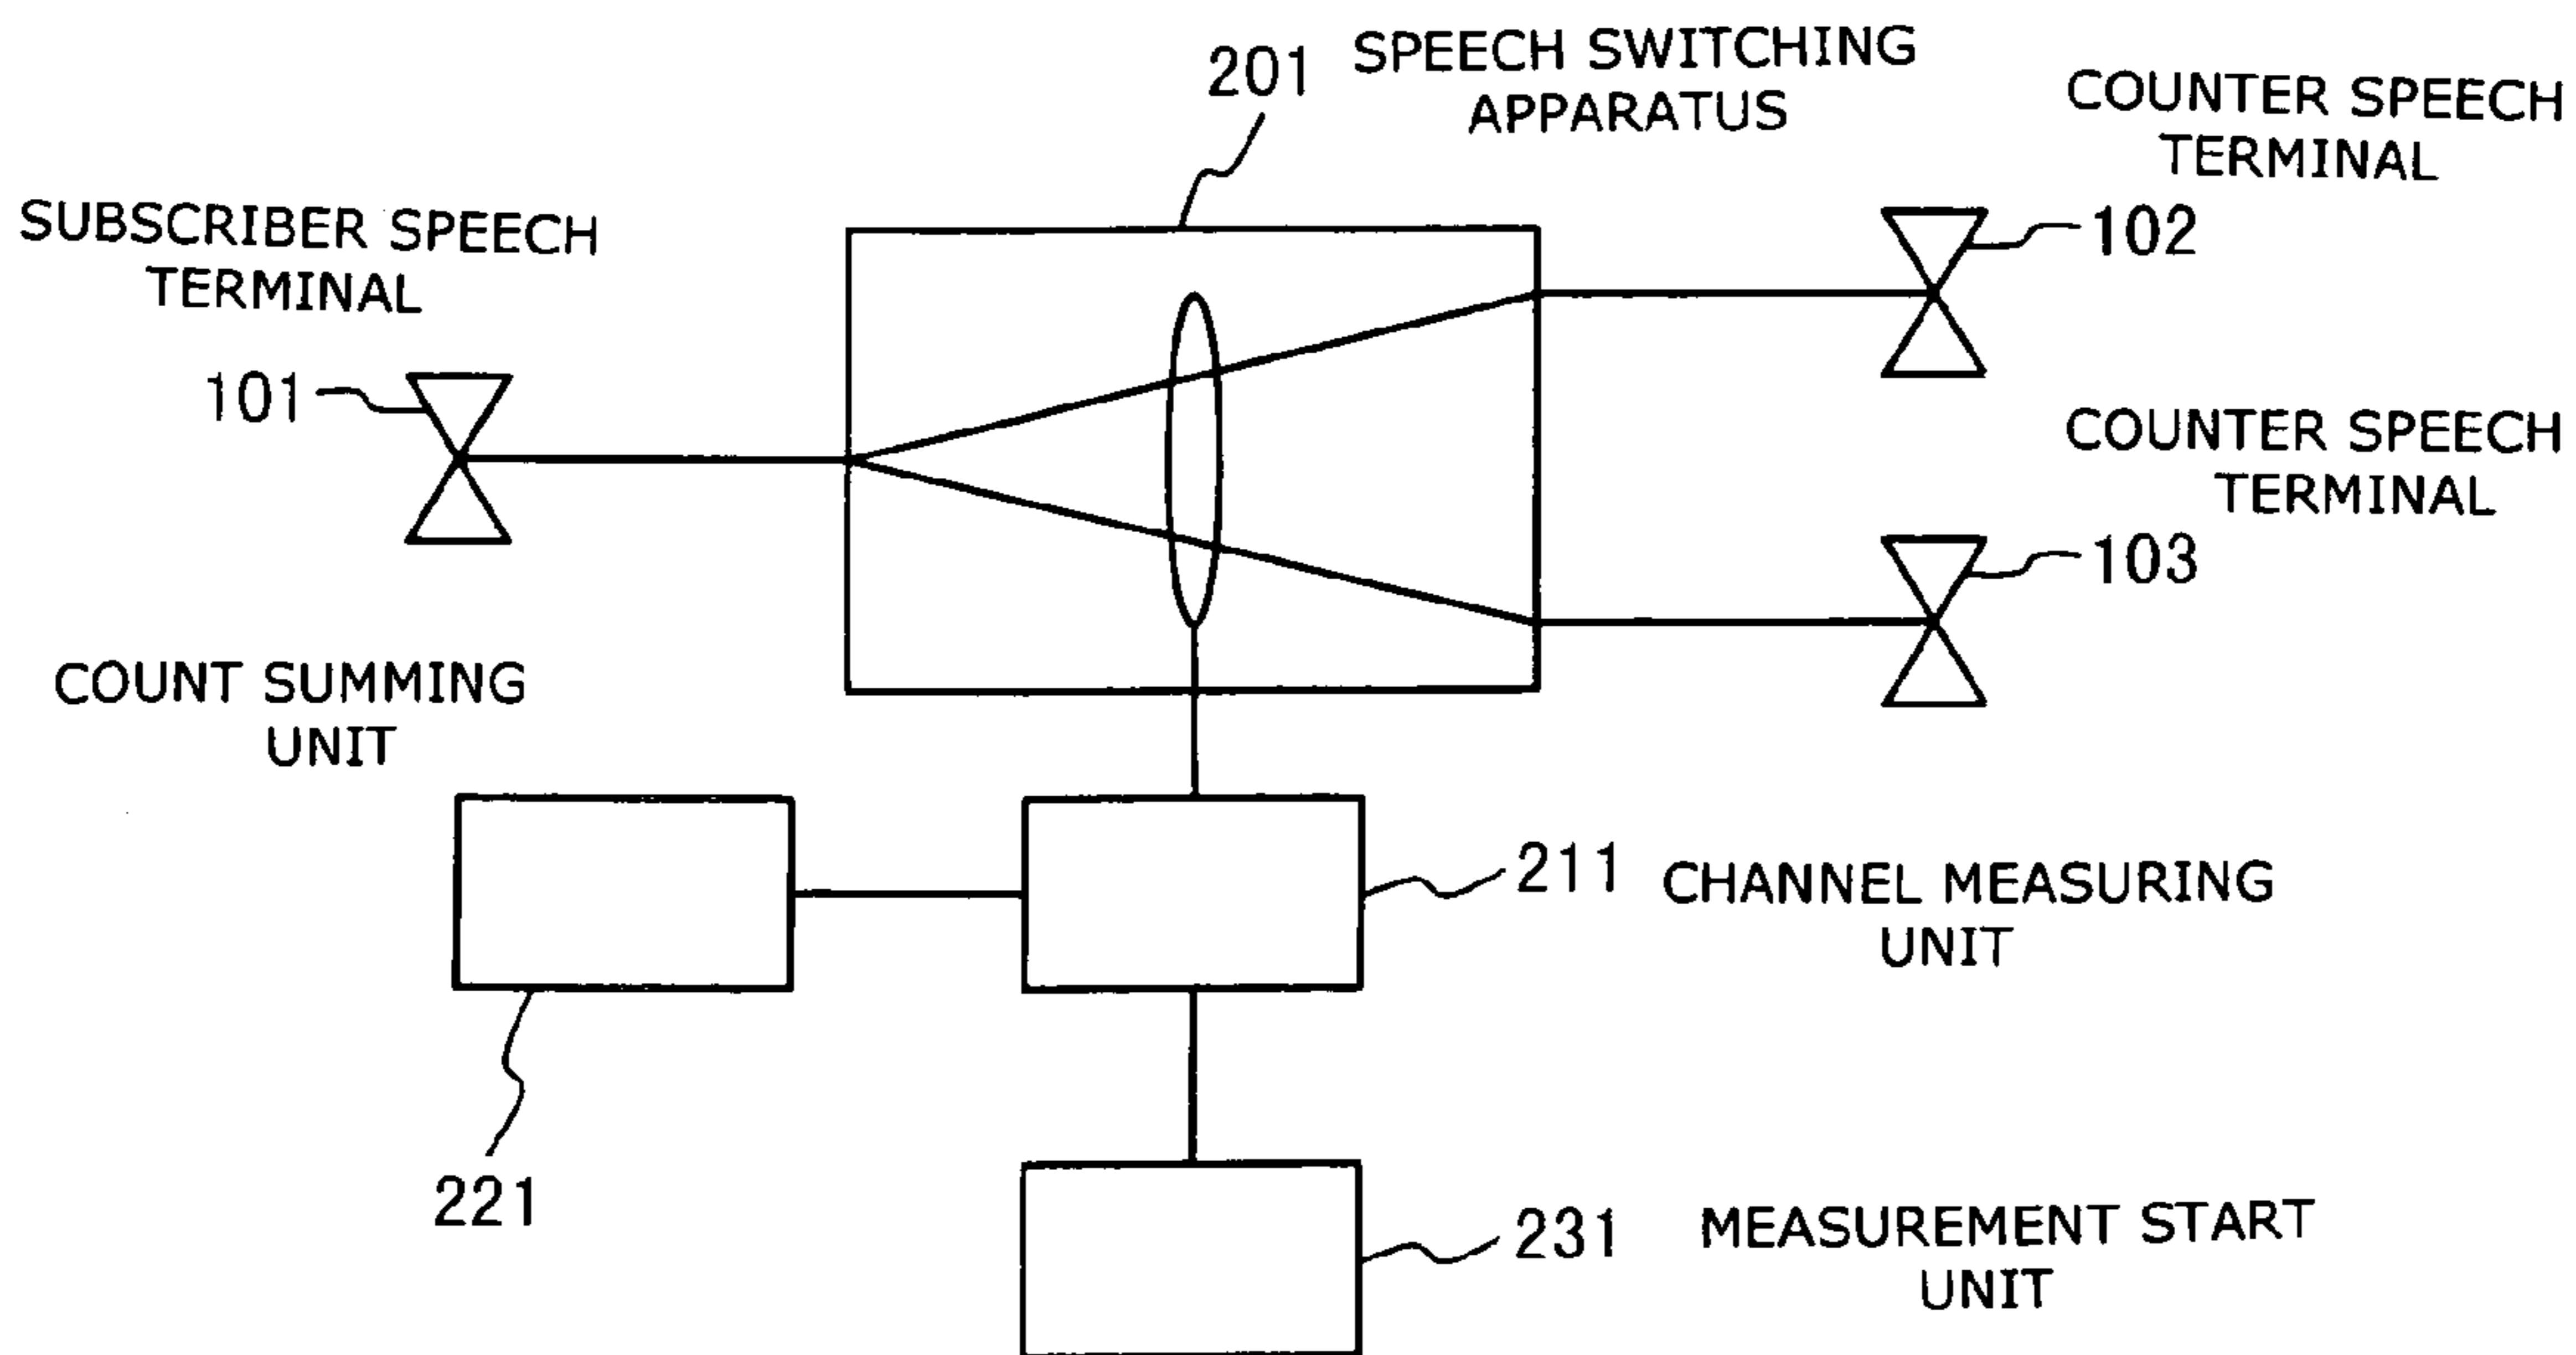 201
SPEECH SWITCHING
APPARATUS
COUNTER SPEECH
TERMINAL
102
SUBSCRIBER SPEECH
TERMINAL
101
COUNTER SPEECH
TERMINAL
103
COUNT SUMMING
UNIT
211
CHANNEL MEASURING
UNIT
221
231
MEASUREMENT START
UNIT